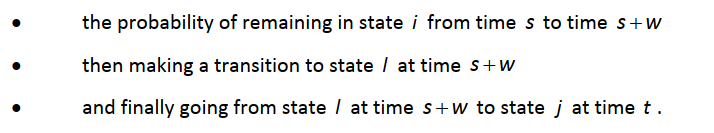 • the probability of remaining in state i from time s to time s+w
• then making a transition to state l at time s+w
• and finally going from state l at time s+w to state j at time t .